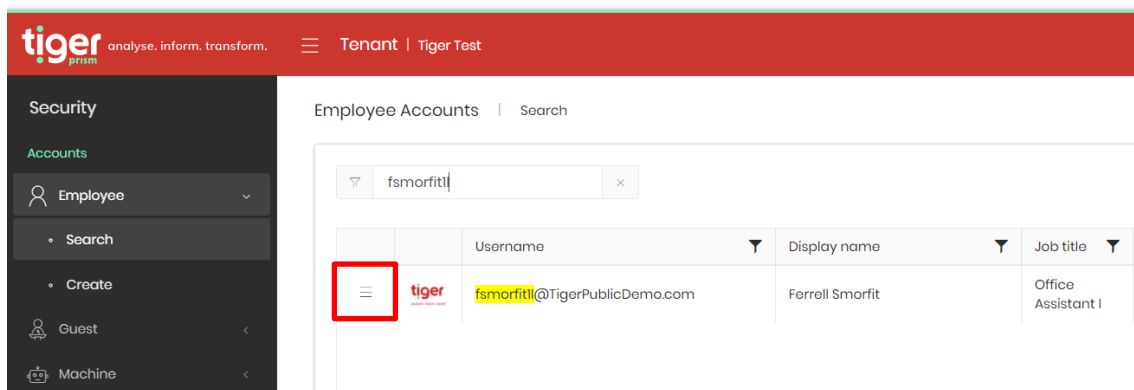 tiger prism analyse. inform. transform.
Tenant | Tiger Test
Security
Accounts
Employee
Search
Create
Guest
Machine
Employee Accounts | Search
fsmorfit1l
Username Display name Job title
tiger fsmorfit1l@TigerPublicDemo.com Ferrell Smorfit Office
Assistant I